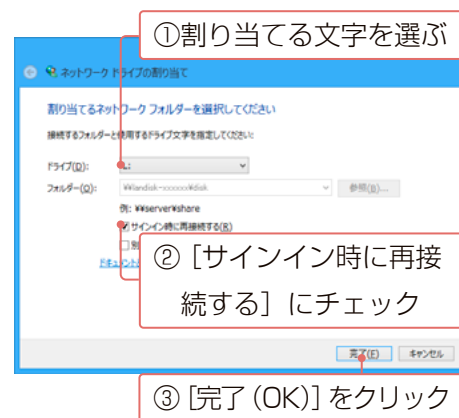 ①割り当てる文字を選ぶ
ネットワーク ドライブの割り当て
割り当てるネットワーク フォルダーを選択してください
接続するフォルダーと使用するドライブ文字を指定してください:
ドライブ(D):
L:
フォルダー(O):
¥¥landisk-xxxxxx¥disk
参照(B)...
例: ¥¥server¥share
サインイン時に再接続する(R)
②［サインイン時に再接
続する］にチェック
完了(F)
キャンセル
③［完了(OK)］をクリック